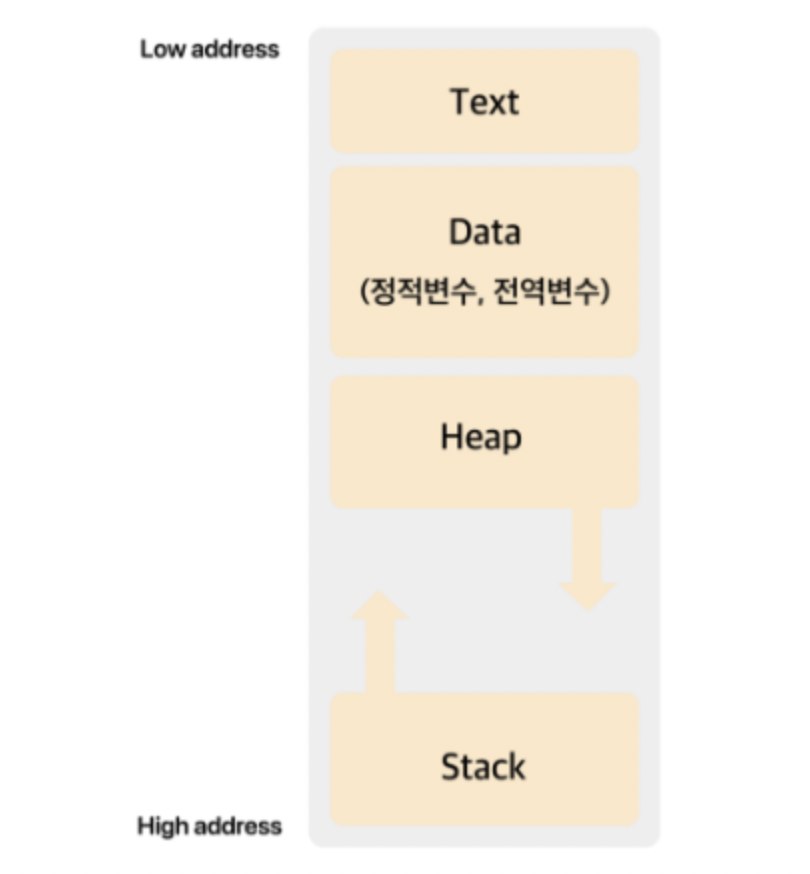 Low address
Text
Data
(정적변수, 전역변수)
Heap
Stack
High address